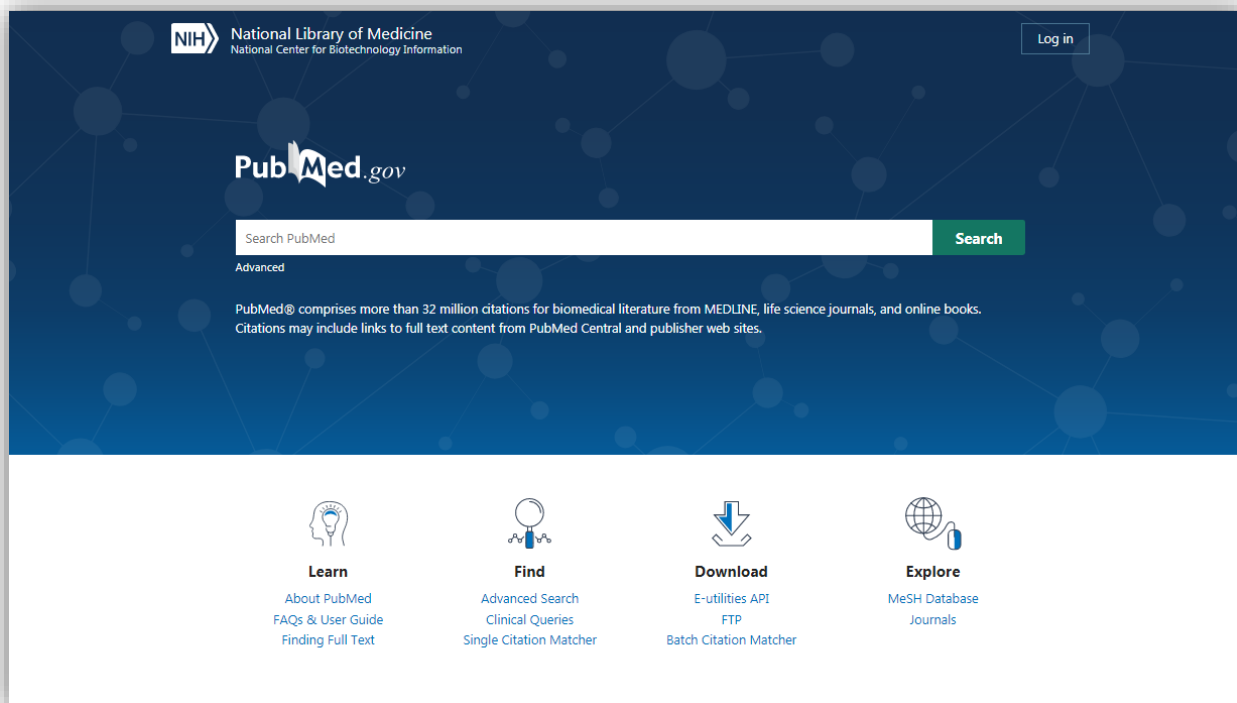 NIH National Library of Medicine
National Center for Biotechnology Information
Log in
PubMed.gov
Search PubMed
Search
Advanced
PubMed® comprises more than 32 million citations for biomedical literature from MEDLINE, life science journals, and online books.
Citations may include links to full text content from PubMed Central and publisher web sites.
Learn
About PubMed
FAQs & User Guide
Finding Full Text
Find
Advanced Search
Clinical Queries
Single Citation Matcher
Download
E-utilities API
FTP
Batch Citation Matcher
Explore
MeSH Database
Journals